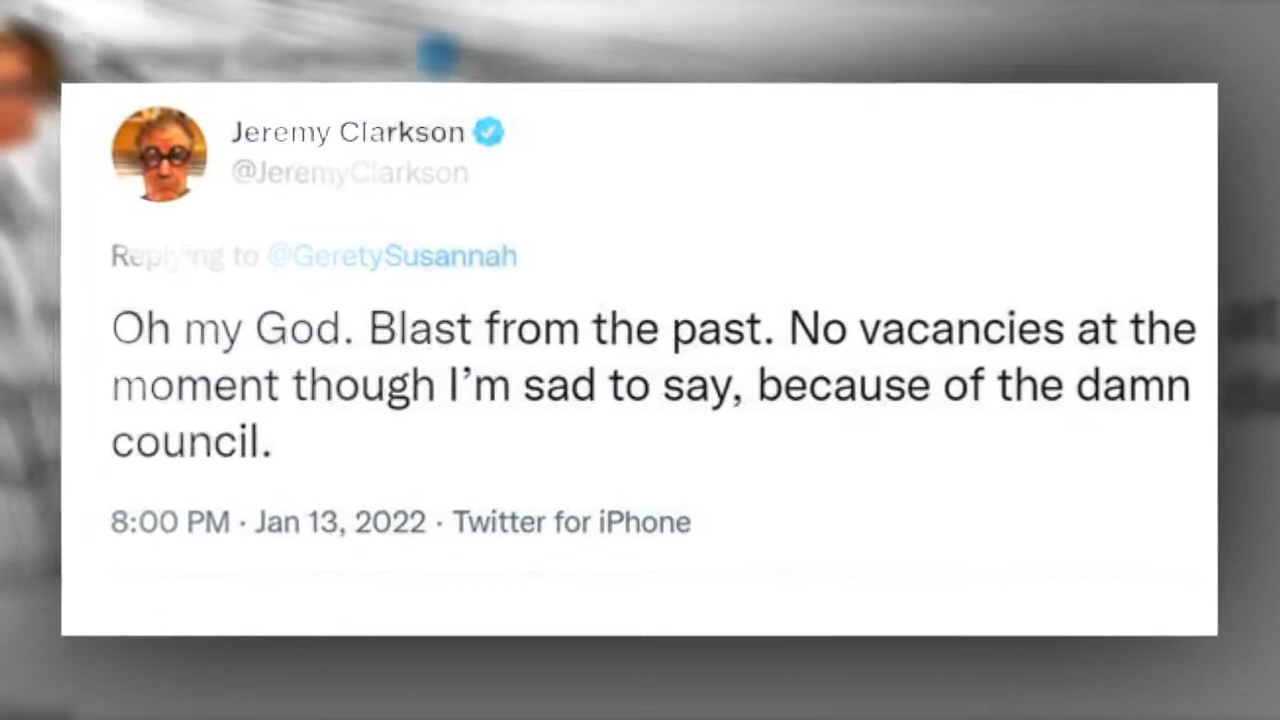 Jeremy Clarkson
@JeremyClarkson
Replying to @GeretySusannah
Oh my God. Blast from the past. No vacancies at the
moment though I’m sad to say, because of the damn
council.
8:00 PM · Jan 13, 2022 · Twitter for iPhone